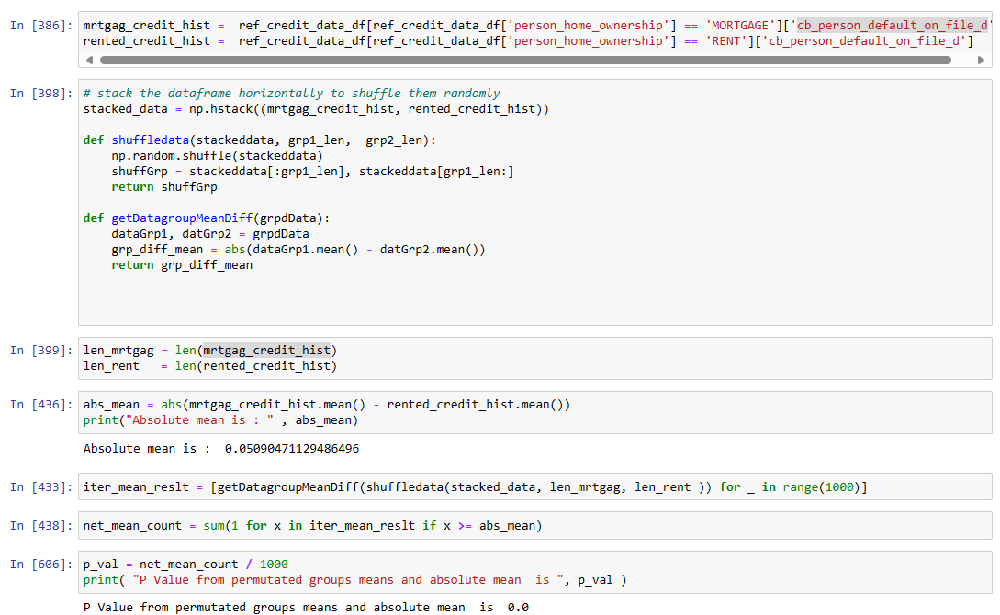 In [386]: mrtgag_credit_hist =  ref_credit_data_df[ref_credit_data_df['person_home_ownership'] == 'MORTGAGE']['cb_person_default_on_file_d'
rented_credit_hist =  ref_credit_data_df[ref_credit_data_df['person_home_ownership'] == 'RENT']['cb_person_default_on_file_d']
In [398]: # stack the dataframe horizontally to shuffle them randomly
stacked_data = np.hstack((mrtgag_credit_hist, rented_credit_hist))
def shuffledata(stackeddata, grp1_len,  grp2_len):
    np.random.shuffle(stackeddata)
    shuffGrp = stackeddata[:grp1_len], stackeddata[grp1_len:]
    return shuffGrp
def getDatagroupMeanDiff(grpdData):
    dataGrp1, datGrp2 = grpdData
    grp_diff_mean = abs(dataGrp1.mean() - datGrp2.mean())
    return grp_diff_mean
In [399]: len_mrtgag = len(mrtgag_credit_hist)
len_rent   = len(rented_credit_hist)
In [436]: abs_mean = abs(mrtgag_credit_hist.mean() - rented_credit_hist.mean())
print("Absolute mean is : " , abs_mean)
Absolute mean is :  0.05090471129486496
In [433]: iter_mean_reslt = [getDatagroupMeanDiff(shuffledata(stacked_data, len_mrtgag, len_rent )) for _ in range(1000)]
In [438]: net_mean_count = sum(1 for x in iter_mean_reslt if x >= abs_mean)
In [606]: p_val = net_mean_count / 1000
print( "P Value from permutated groups means and absolute mean  is ", p_val )
P Value from permutated groups means and absolute mean  is  0.0